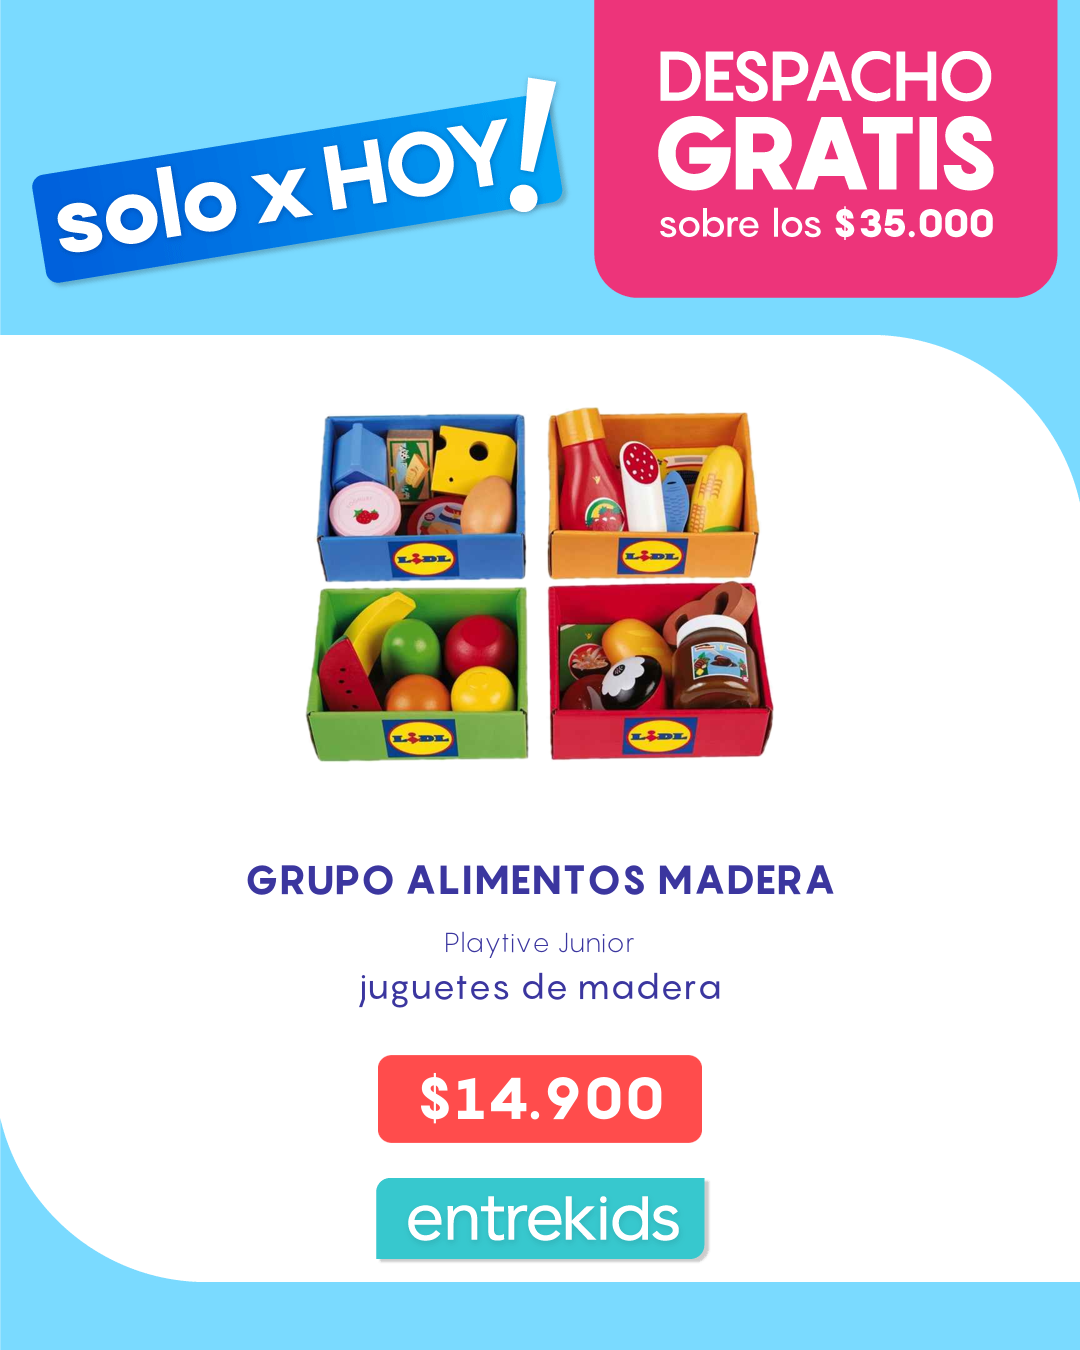 solo x HOY!
DESPACHO
GRATIS
sobre los $35.000
LIDL
LIDL
LIDL
LIDL
GRUPO ALIMENTOS MADERA
Playtive Junior
juguetes de madera
$14.900
entrekids